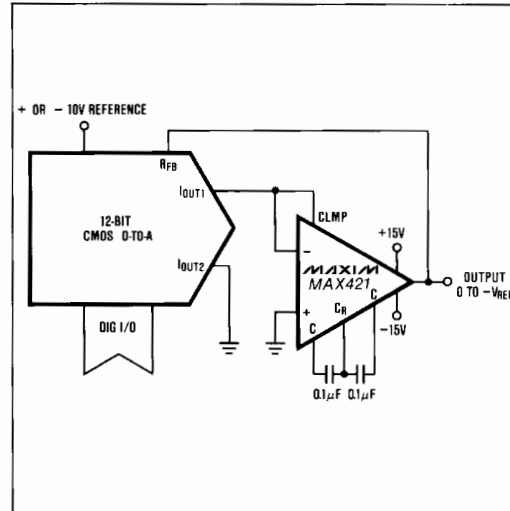 + OR – 10V REFERENCE
RFB
IOUT1
12-BIT
CMOS D-TO-A
CLMP
+15V
IOUT2
–
MAXIM
MAX421
OUTPUT
0 TO –VREF
+
C
CR
C
–15V
DIG I/O
0.1µF 0.1µF